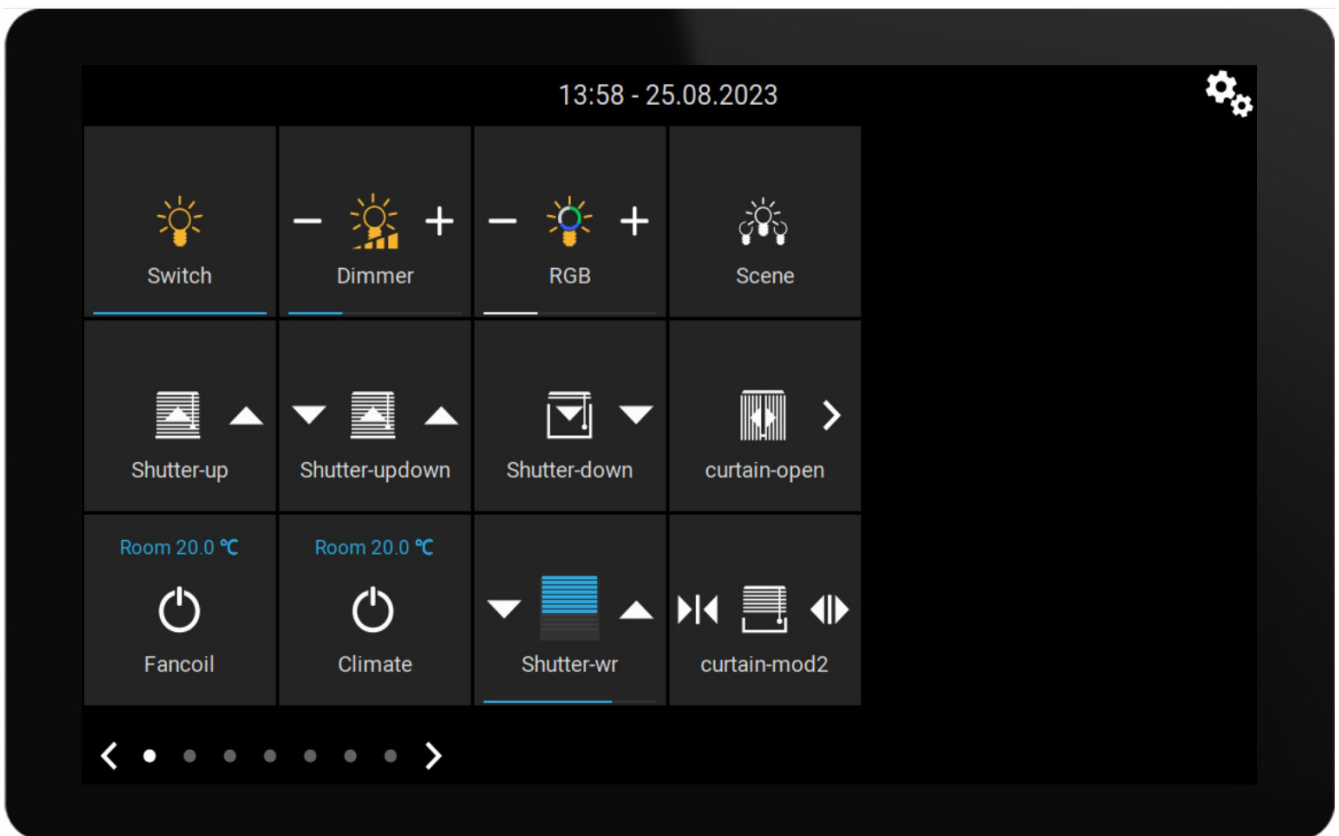 13:58 - 25.08.2023
Switch
Dimmer
RGB
Scene
Shutter-up
Shutter-updown
Shutter-down
curtain-open
Room 20.0 °C
Room 20.0 °C
Fancoil
Climate
Shutter-wr
curtain-mod2